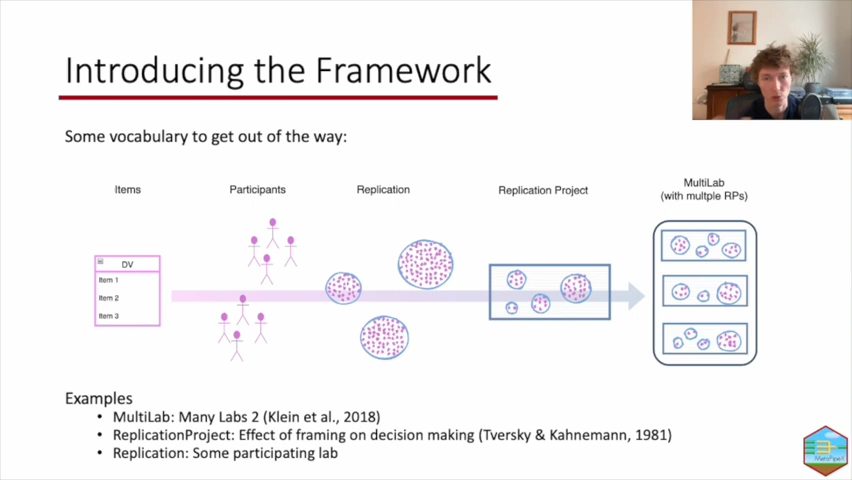 Introducing the Framework
Some vocabulary to get out of the way:
Items
Participants
Replication
Replication Project
MultiLab
(with multple RPs)
DV
Item 1
Item 2
Item 3
Examples
• MultiLab: Many Labs 2 (Klein et al., 2018)
• ReplicationProject: Effect of framing on decision making (Tversky & Kahnemann, 1981)
• Replication: Some participating lab